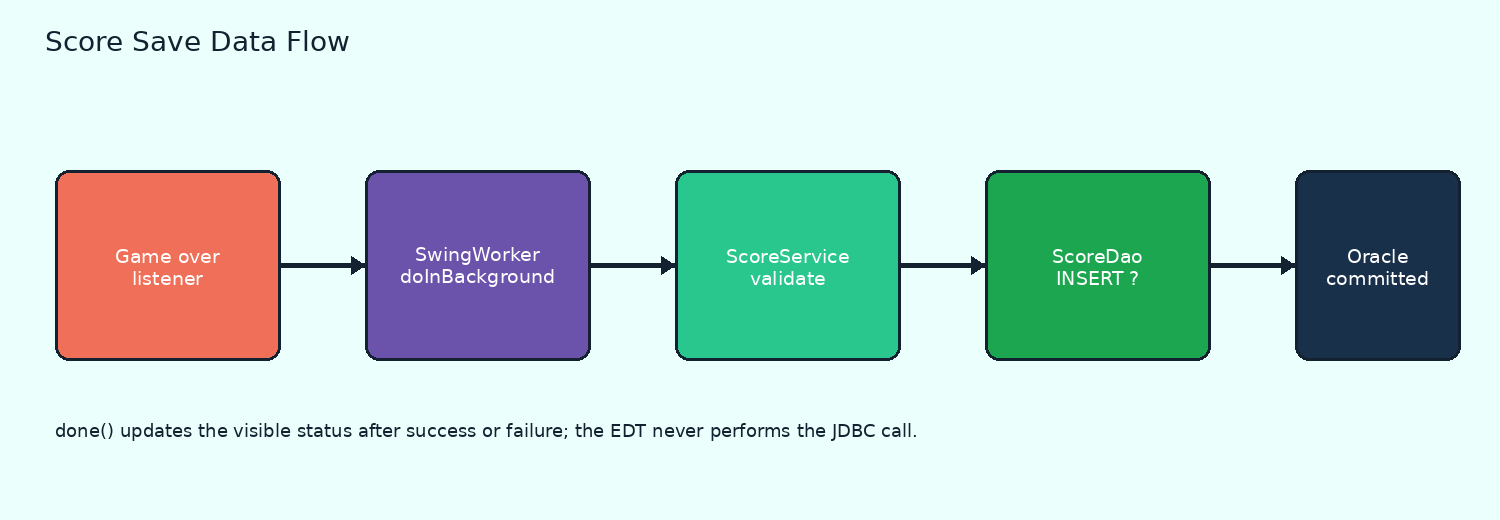 Score Save Data Flow
Game over
listener
SwingWorker
doInBackground
ScoreService
validate
ScoreDao
INSERT ?
Oracle
committed
done() updates the visible status after success or failure; the EDT never performs the JDBC call.